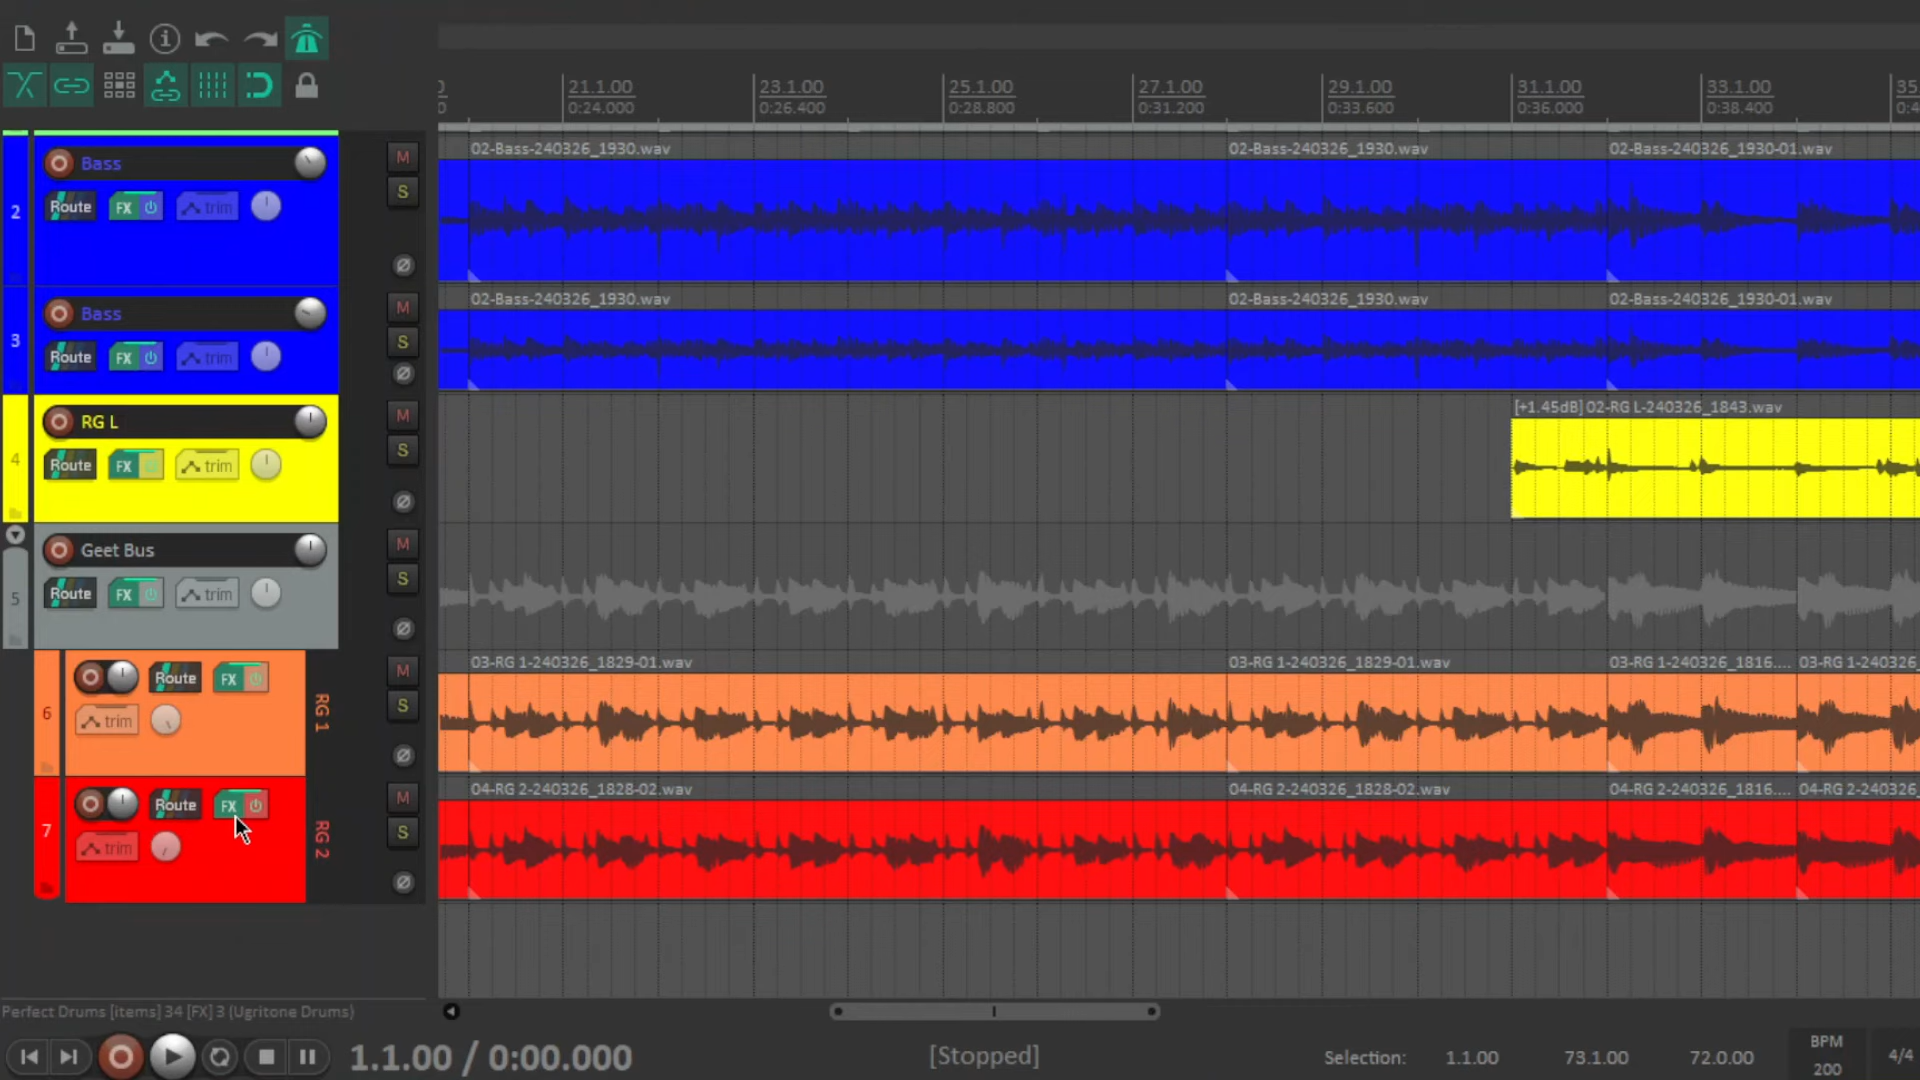 21.1.00 23.1.00 25.1.00 27.1.00 29.1.00 31.1.00 33.1.00 35
0:24.000 0:26.400 0:28.800 0:31.200 0:33.600 0:36.000 0:38.400 0:4
2
Bass
Route FX trim
M
S
02-Bass-240326_1930.wav 02-Bass-240326_1930.wav 02-Bass-240326_1930-01.wav
3
Bass
Route FX trim
M
S
02-Bass-240326_1930.wav 02-Bass-240326_1930.wav 02-Bass-240326_1930-01.wav
4
RG L
Route FX trim
M
S
[+1.45dB] 02-RG L-240326_1843.wav
5
Geet Bus
Route FX trim
M
S
6
Route FX
trim
RG 1
M
S
03-RG 1-240326_1829-01.wav 03-RG 1-240326_1829-01.wav 03-RG 1-240326_1816.... 03-RG 1-240326_
7
Route FX
trim
RG 2
M
S
04-RG 2-240326_1828-02.wav 04-RG 2-240326_1828-02.wav 04-RG 2-240326_1816.... 04-RG 2-240326_
Perfect Drums [items] 34 [FX] 3 (Ugritone Drums)
1.1.00 / 0:00.000 [Stopped] Selection: 1.1.00 73.1.00 72.0.00 BPM 200 4/4